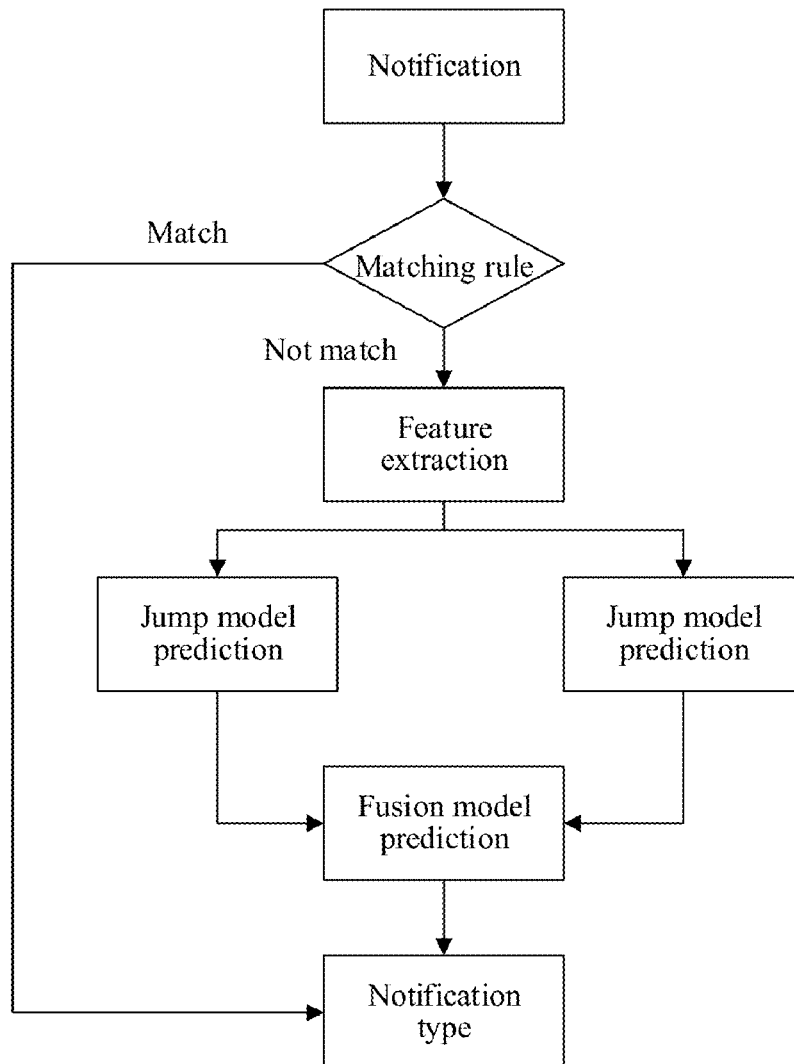 Notification
Match
Matching rule
Not match
Feature
extraction
Jump model
prediction
Jump model
prediction
Fusion model
prediction
Notification
type